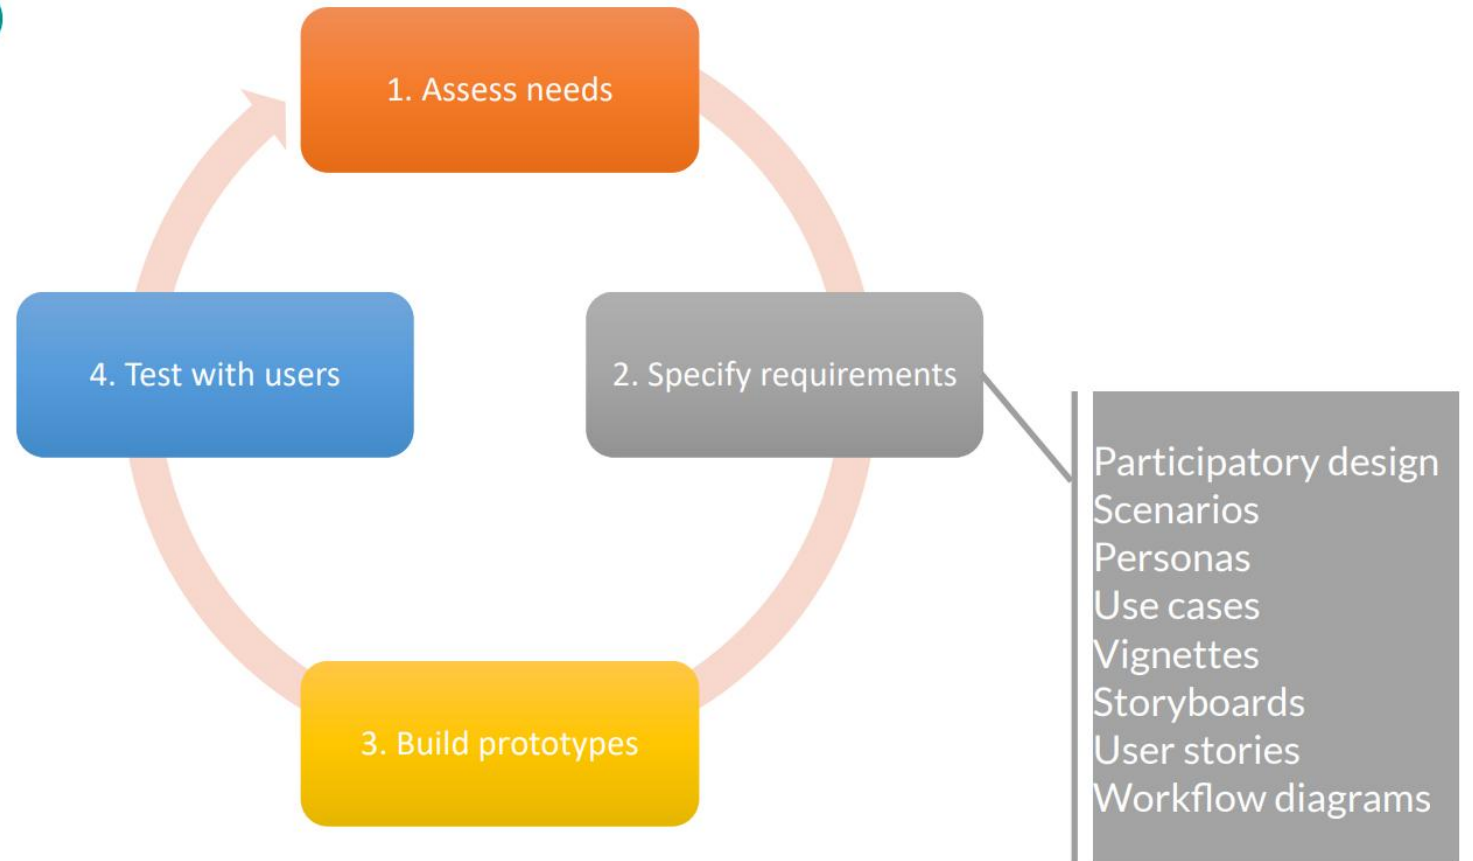 1. Assess needs
2. Specify requirements
3. Build prototypes
4. Test with users
Participatory design
Scenarios
Personas
Use cases
Vignettes
Storyboards
User stories
Workflow diagrams